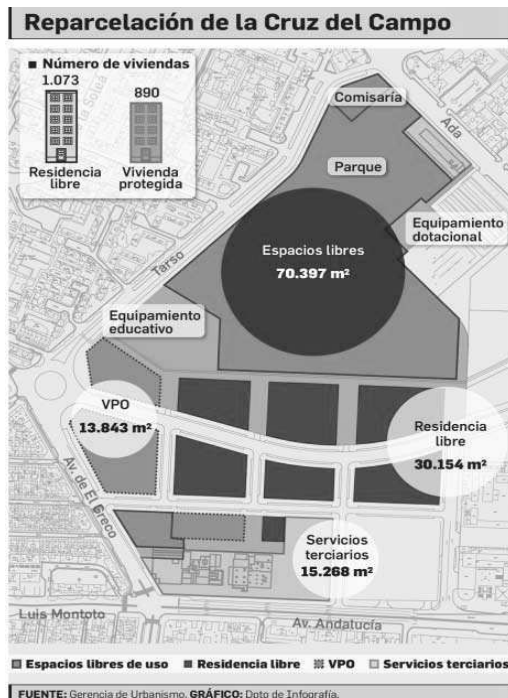 Reparcelación de la Cruz del Campo
Número de viviendas
1.073
890
Residencia
libre
Vivienda
protegida
Comisaría
Ada
Parque
Equipamiento
dotacional
Espacios libres
70.397 m²
Tarso
Equipamiento
educativo
VPO
13.843 m²
Residencia
libre
30.154 m²
Av. de El Greco
Servicios
terciarios
15.268 m²
Luis Montoto
Av. Andalucía
Espacios libres de uso
Residencia libre
VPO
Servicios terciarios
FUENTE: Gerencia de Urbanismo. GRÁFICO: Dpto de Infografía.